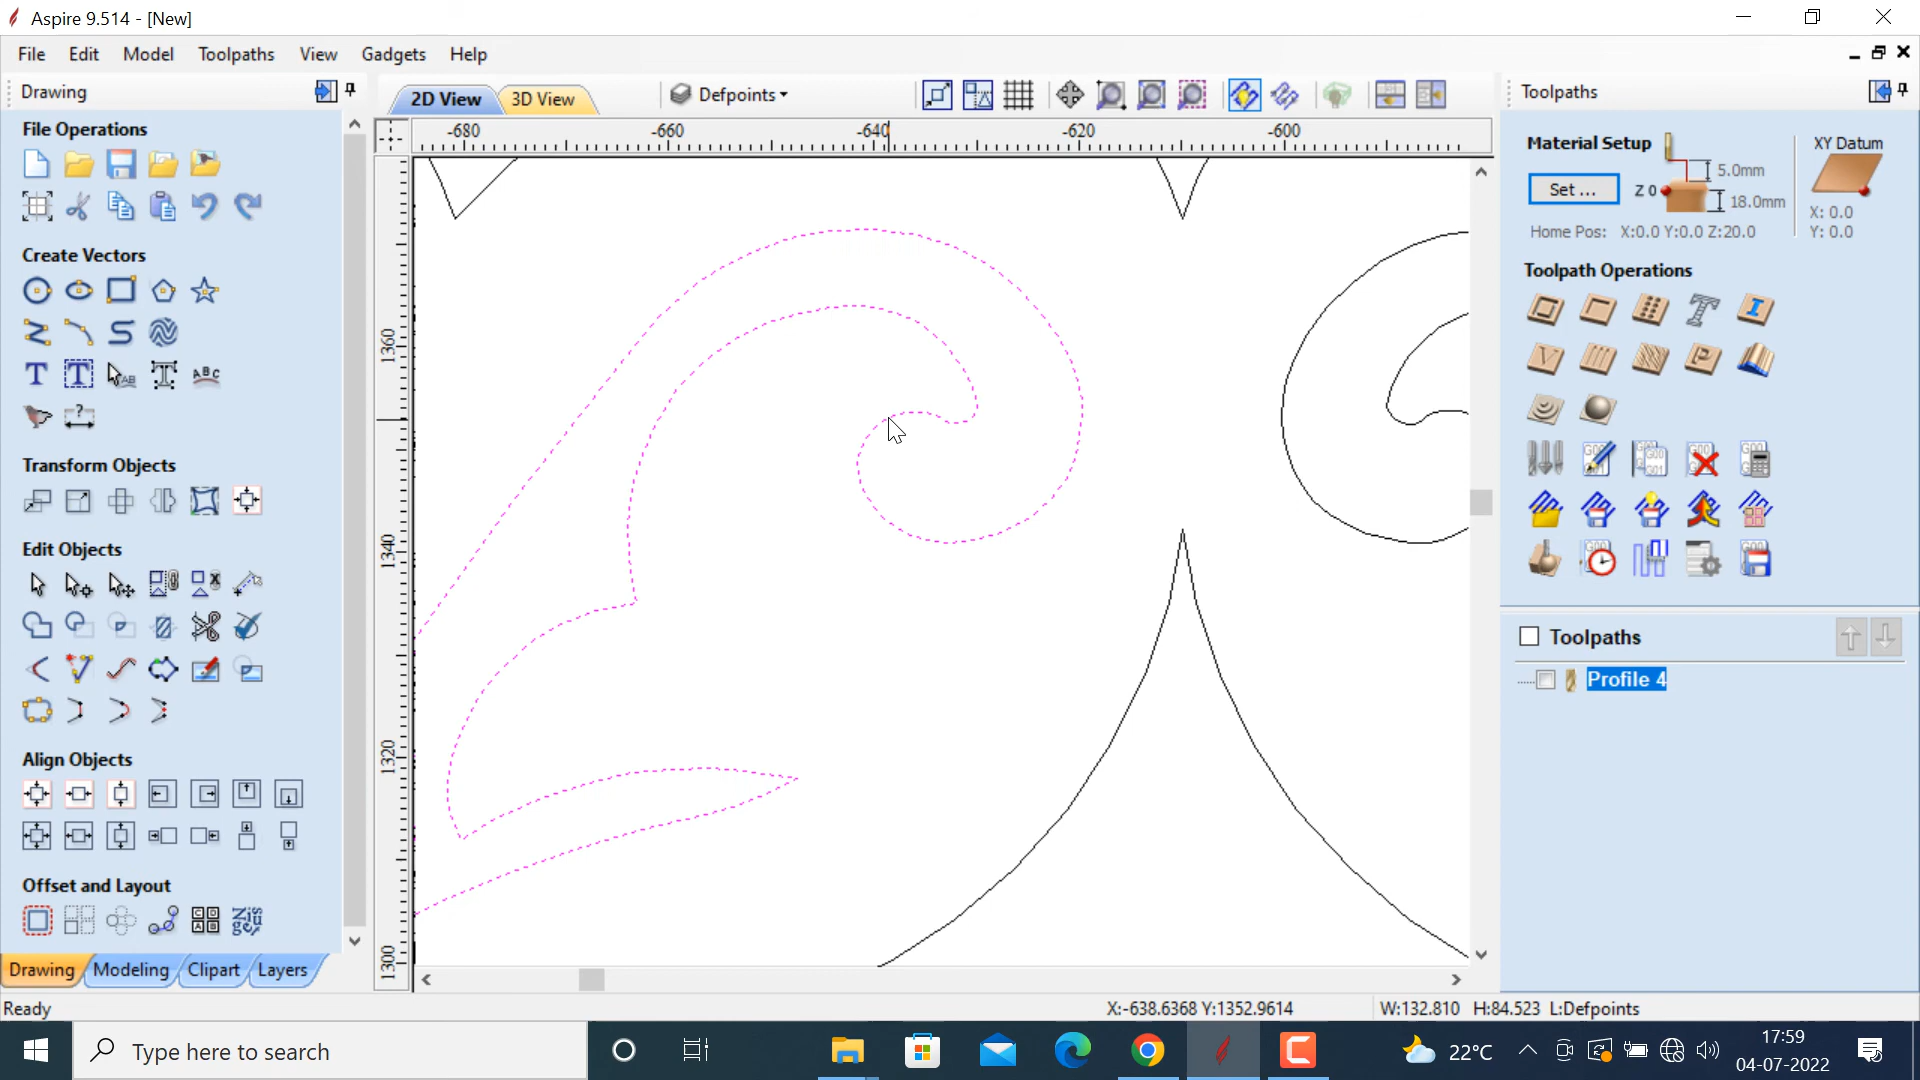 Aspire 9.514 - [New]
File Edit Model Toolpaths View Gadgets Help
Drawing
2D View 3D View Defpoints
Toolpaths
File Operations
-680 -660 -640 -620 -600
Material Setup
XY Datum
5.0mm
Set ...
Z 0
18.0mm
X: 0.0
Y: 0.0
Home Pos: X:0.0 Y:0.0 Z:20.0
Create Vectors
Toolpath Operations
1360
1340
1320
1300
Transform Objects
Edit Objects
Toolpaths
Profile 4
Align Objects
Offset and Layout
Drawing Modeling Clipart Layers
Ready
X:-638.6368 Y:1352.9614
W:132.810 H:84.523 L:Defpoints
Type here to search
22°C
17:59
04-07-2022